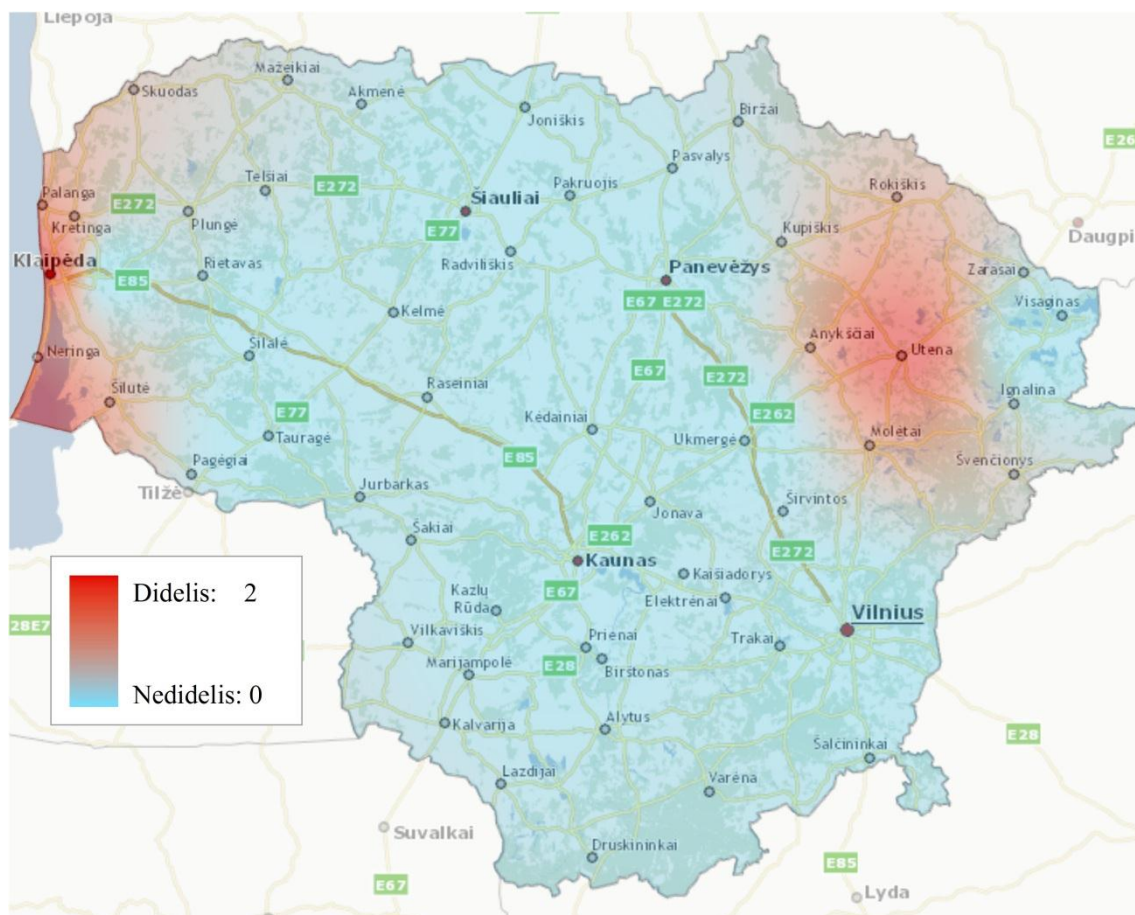 Liepoja
Mažeikiai
Skuodas
Akmenė
Joniškis
Biržai
E26
Pasvalys
Telšiai
E272
Pakruojis
Rokiškis
Palanga
E272
Šiauliai
Kretinga
Plungė
E77
Kupiškis
Daugpi
Klaipėda
Rietavas
Radviliškis
Panevėžys
Zarasai
E85
E67 E272
Visaginas
Kelmė
Anykščiai
Utena
Neringa
Šilalė
E67
E272
Šilutė
Raseiniai
E262
Ignalina
E77
Kėdainiai
Ukmergė
Molėtai
Tauragė
E85
Švenčionys
Pagėgiai
Tilžė
Jurbarkas
Jonava
Širvintos
Šakiai
E262
E272
Kaunas
Kaišiadorys
Didelis: 2
Kazlų
Rūda
E67
Elektrėnai
Vilnius
28E7
Vilkaviškis
Prienai
Trakai
Marijampolė
E28
Birštonas
Nedidelis: 0
Kalvarija
Alytus
E28
Šalčininkai
Lazdijai
Varėna
Suvalkai
Druskininkai
E85
E67
Lyda